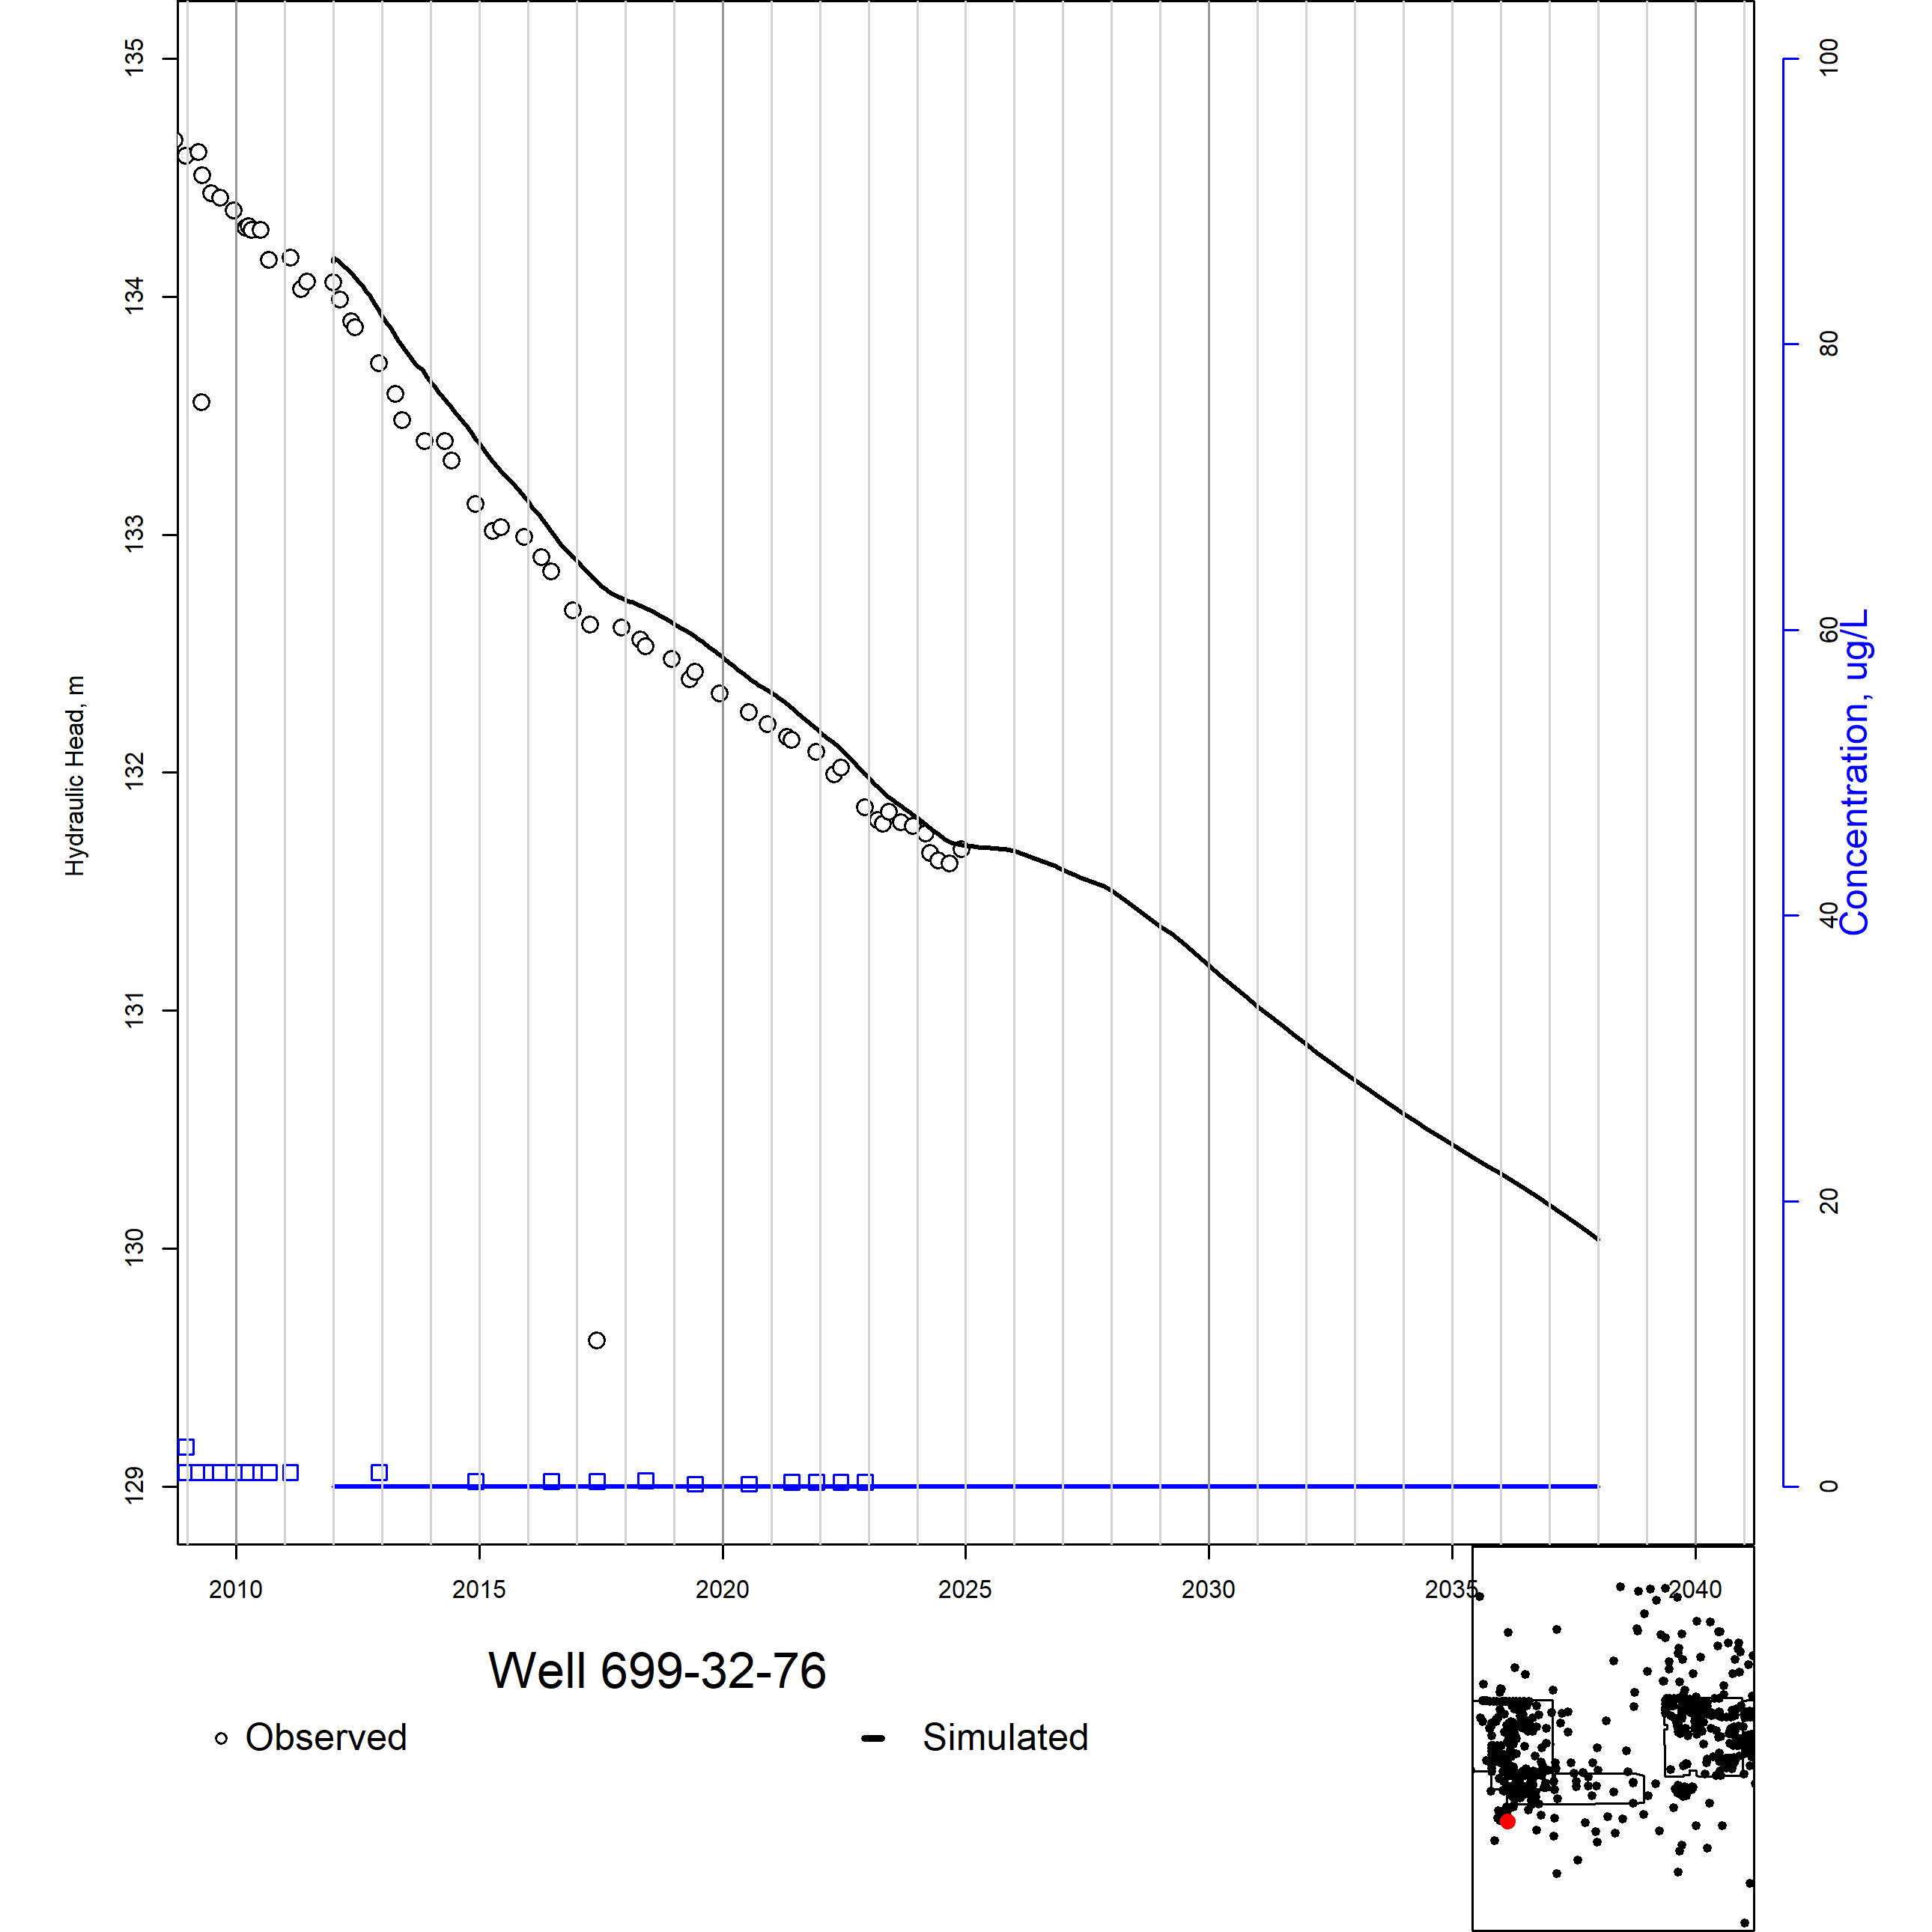 135
134
133
132
131
130
129
Hydraulic Head, m
100
80
60
40
20
0
Concentration, ug/L
2010 2015 2020 2025 2030 2035 2040
Well 699-32-76
Observed Simulated